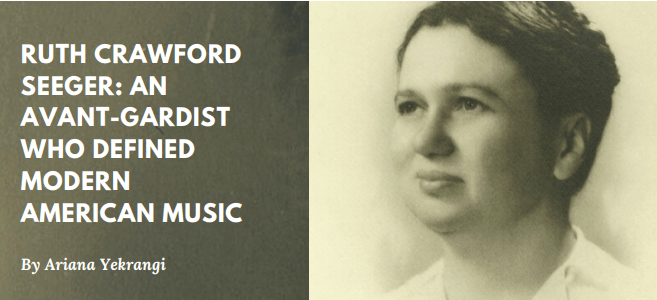 RUTH CRAWFORD
SEEGER: AN
AVANT-GARDIST
WHO DEFINED
MODERN
AMERICAN MUSIC
By Ariana Yekrangi